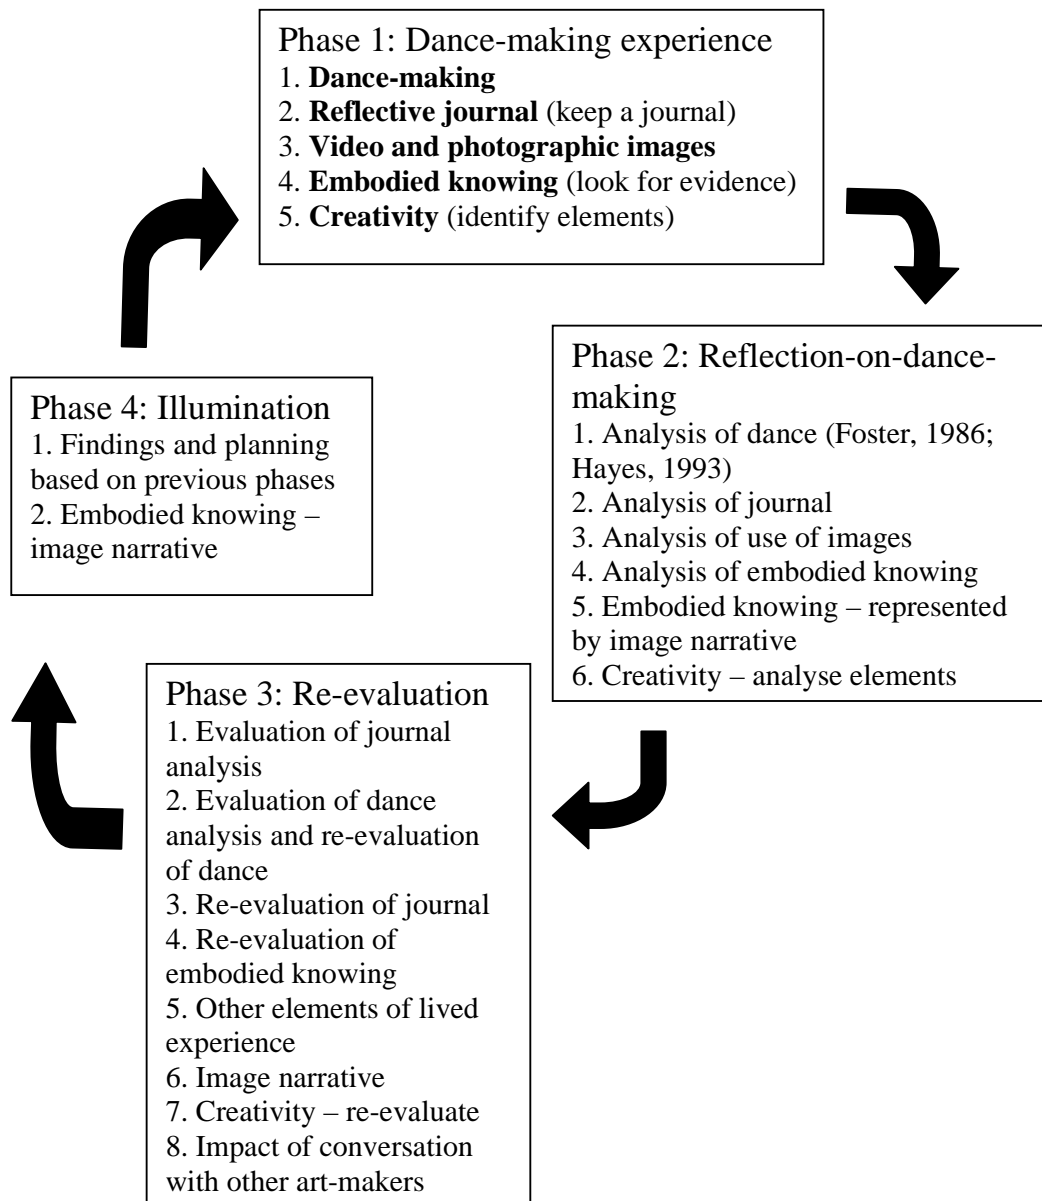 Phase 1: Dance-making experience
1. Dance-making
2. Reflective journal (keep a journal)
3. Video and photographic images
4. Embodied knowing (look for evidence)
5. Creativity (identify elements)
Phase 2: Reflection-on-dance-
making
1. Analysis of dance (Foster, 1986;
Hayes, 1993)
2. Analysis of journal
3. Analysis of use of images
4. Analysis of embodied knowing
5. Embodied knowing – represented
by image narrative
6. Creativity – analyse elements
Phase 3: Re-evaluation
1. Evaluation of journal
analysis
2. Evaluation of dance
analysis and re-evaluation
of dance
3. Re-evaluation of journal
4. Re-evaluation of
embodied knowing
5. Other elements of lived
experience
6. Image narrative
7. Creativity – re-evaluate
8. Impact of conversation
with other art-makers
Phase 4: Illumination
1. Findings and planning
based on previous phases
2. Embodied knowing –
image narrative